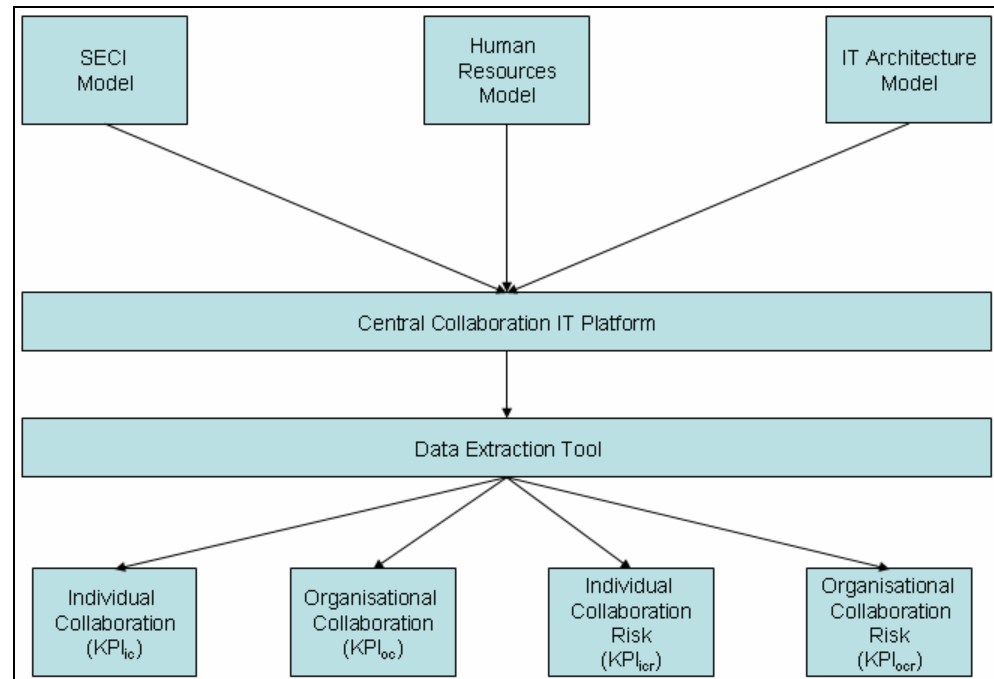 SECI
Model
Human
Resources
Model
IT Architecture
Model
Central Collaboration IT Platform
Data Extraction Tool
Individual
Collaboration
(KPIic)
Organisational
Collaboration
(KPIoc)
Individual
Collaboration
Risk
(KPIicr)
Organisational
Collaboration
Risk
(KPIocr)